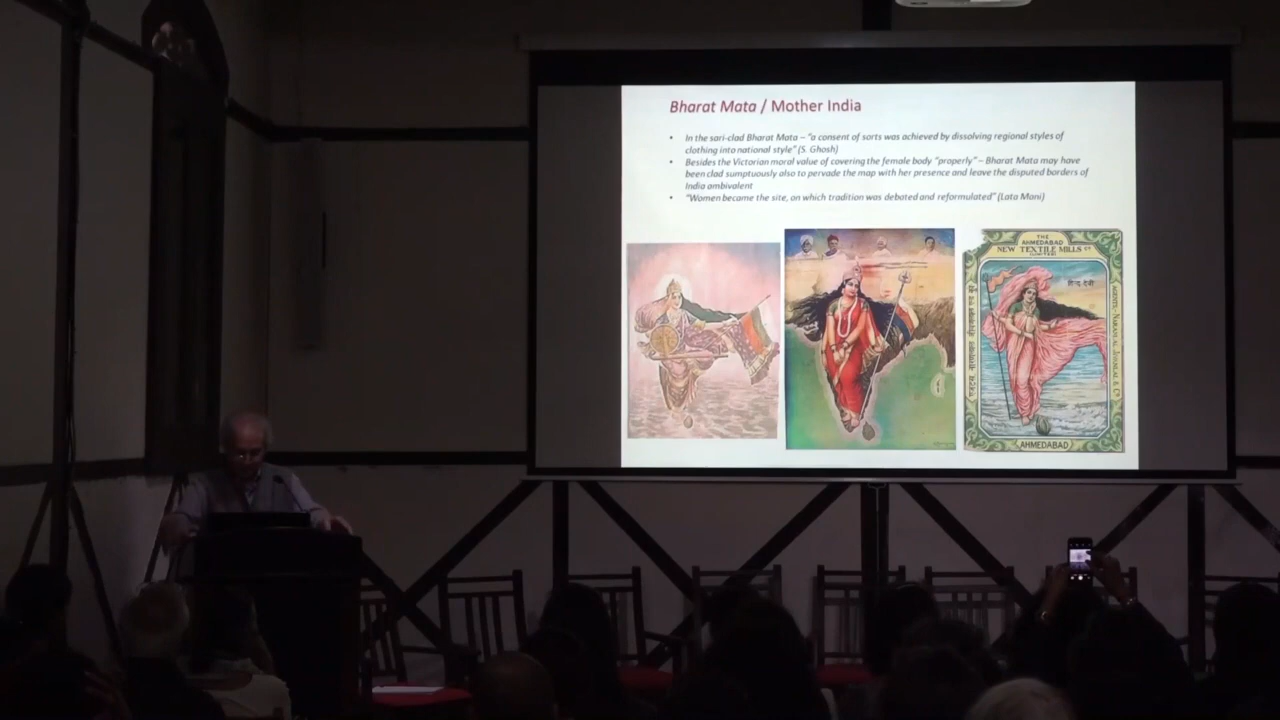 Bharat Mata / Mother India
• In the sari-clad Bharat Mata – "a consent of sorts was achieved by dissolving regional styles of
clothing into national style" (S. Ghosh)
• Besides the Victorian moral value of covering the female body "properly" – Bharat Mata may have
been clad sumptuously also to pervade the map with her presence and leave the disputed borders of
India ambivalent
• "Women became the site, on which tradition was debated and reformulated" (Lata Mani)
THE
AHMEDABAD
NEW TEXTILE MILLS CY
हिन्द देवी
AHMEDABAD